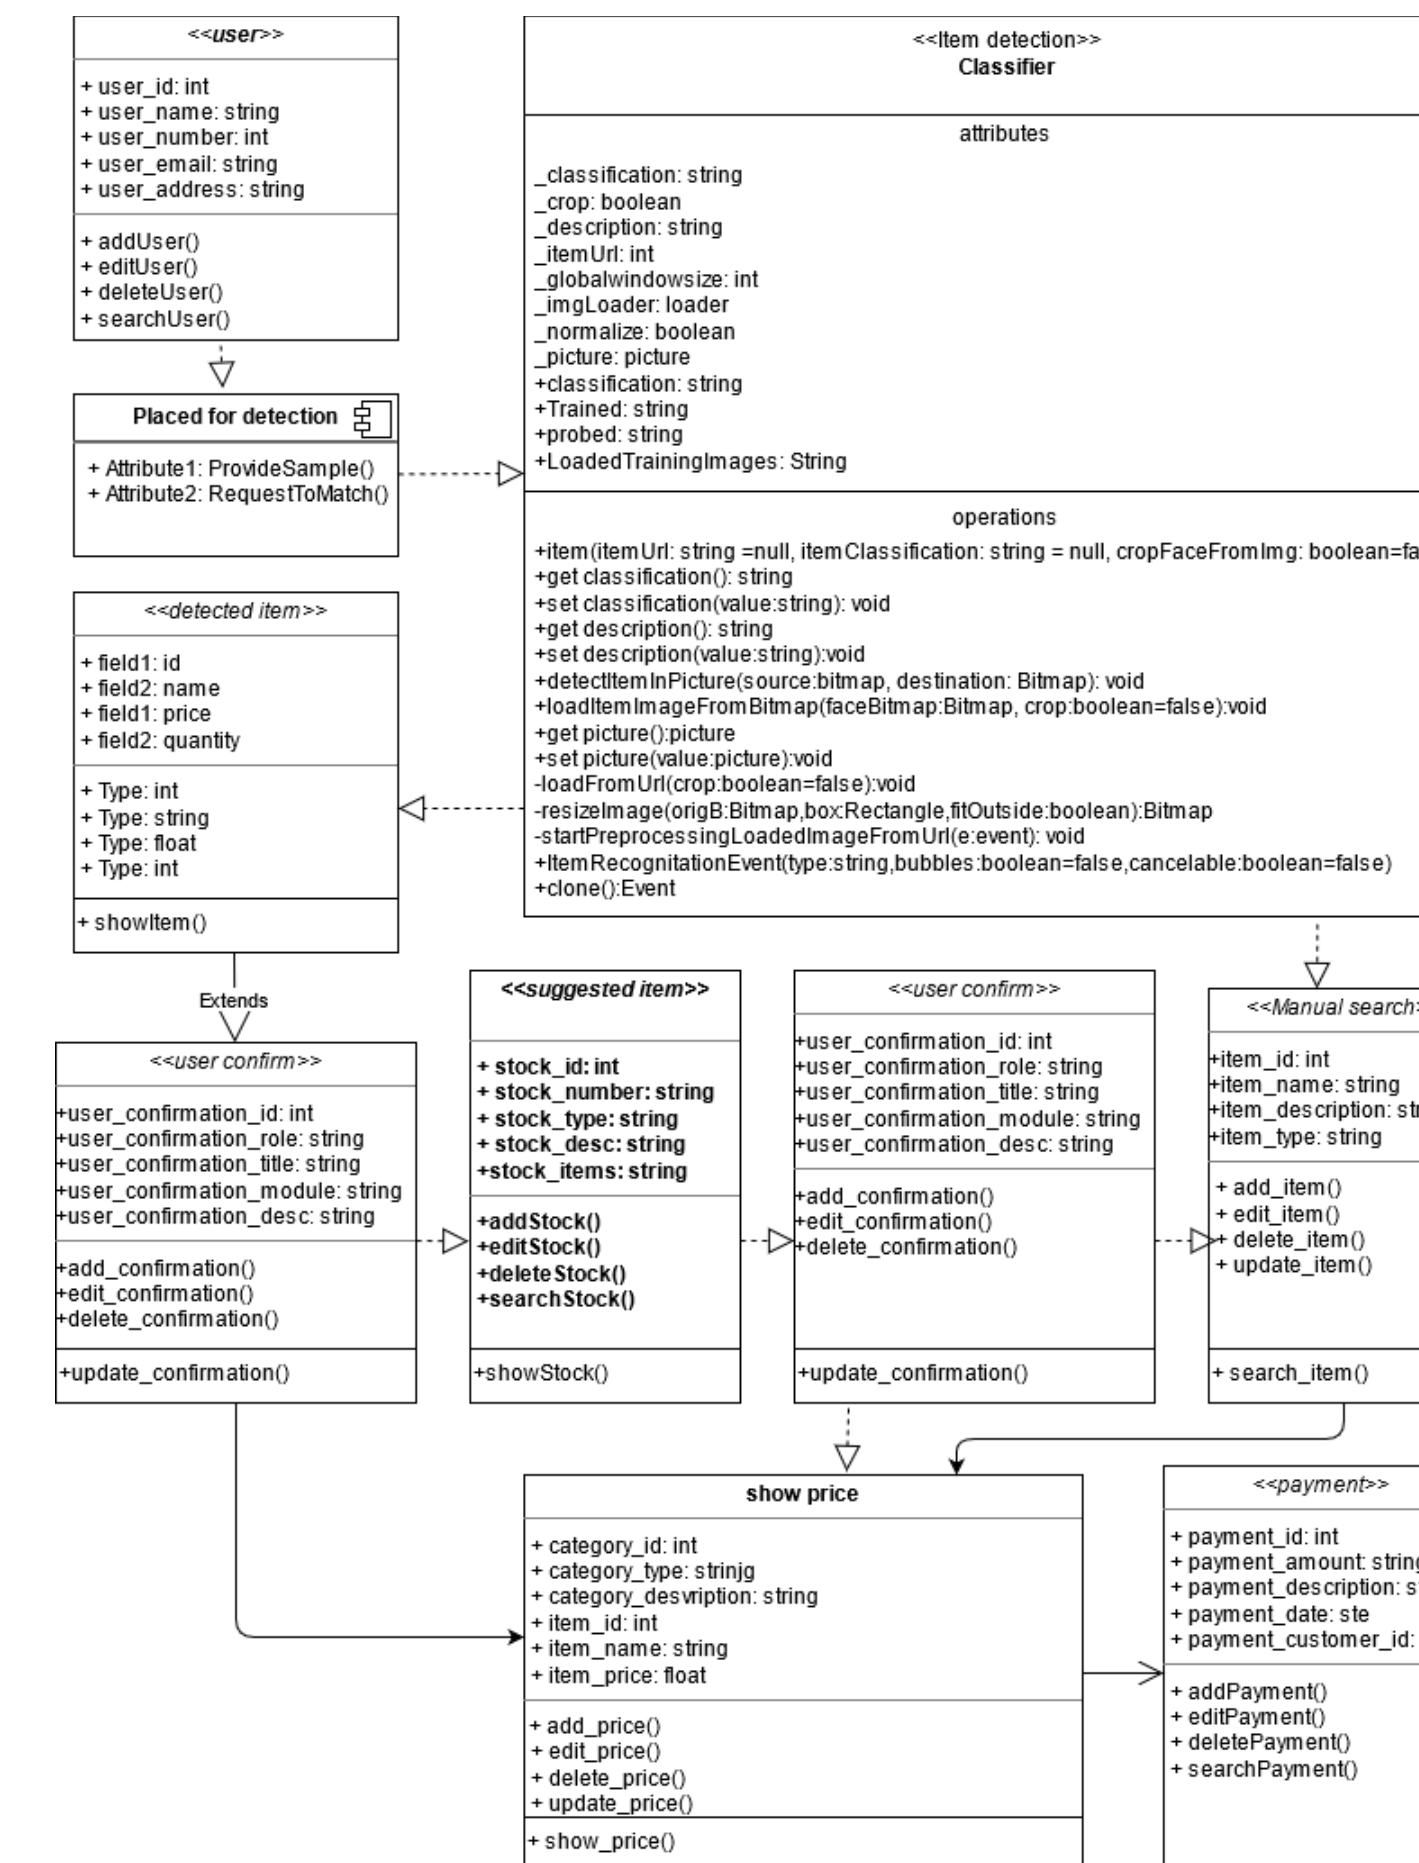 <<user>>
+ user_id: int
+ user_name: string
+ user_number: int
+ user_email: string
+ user_address: string
+ addUser()
+ editUser()
+ deleteUser()
+ searchUser()
<<Item detection>>
Classifier
attributes
_classification: string
_crop: boolean
_description: string
_itemUrl: int
_globalwindowsize: int
_imgLoader: loader
_normalize: boolean
_picture: picture
+classification: string
+Trained: string
+probed: string
+LoadedTrainingImages: String
operations
+item(itemUrl: string =null, itemClassification: string = null, cropFaceFromImg: boolean=fa
+get classification(): string
+set classification(value:string): void
+get description(): string
+set description(value:string):void
+detectItemInPicture(source:bitmap, destination: Bitmap): void
+loadItemImageFromBitmap(faceBitmap:Bitmap, crop:boolean=false):void
+get picture():picture
+set picture(value:picture):void
-loadFromUrl(crop:boolean=false):void
-resizeImage(origB:Bitmap,box:Rectangle,fitOutside:boolean):Bitmap
-startPreprocessingLoadedImageFromUrl(e:event): void
+ItemRecognitationEvent(type:string,bubbles:boolean=false,cancelable:boolean=false)
+clone():Event
Placed for detection
+ Attribute1: ProvideSample()
+ Attribute2: RequestToMatch()
<<detected item>>
+ field1: id
+ field2: name
+ field1: price
+ field2: quantity
+ Type: int
+ Type: string
+ Type: float
+ Type: int
+ showItem()
Extends
<<user confirm>>
+user_confirmation_id: int
+user_confirmation_role: string
+user_confirmation_title: string
+user_confirmation_module: string
+user_confirmation_desc: string
+add_confirmation()
+edit_confirmation()
+delete_confirmation()
+update_confirmation()
<<suggested item>>
+ stock_id: int
+ stock_number: string
+ stock_type: string
+ stock_desc: string
+stock_items: string
+addStock()
+editStock()
+deleteStock()
+searchStock()
+showStock()
<<user confirm>>
+user_confirmation_id: int
+user_confirmation_role: string
+user_confirmation_title: string
+user_confirmation_module: string
+user_confirmation_desc: string
+add_confirmation()
+edit_confirmation()
+delete_confirmation()
+update_confirmation()
<<Manual search>
+item_id: int
+item_name: string
+item_description: str
+item_type: string
+ add_item()
+ edit_item()
+ delete_item()
+ update_item()
+ search_item()
show price
+ category_id: int
+ category_type: strinjg
+ category_desvription: string
+ item_id: int
+ item_name: string
+ item_price: float
+ add_price()
+ edit_price()
+ delete_price()
+ update_price()
+ show_price()
<<payment>>
+ payment_id: int
+ payment_amount: string
+ payment_description: s
+ payment_date: ste
+ payment_customer_id:
+ addPayment()
+ editPayment()
+ deletePayment()
+ searchPayment()